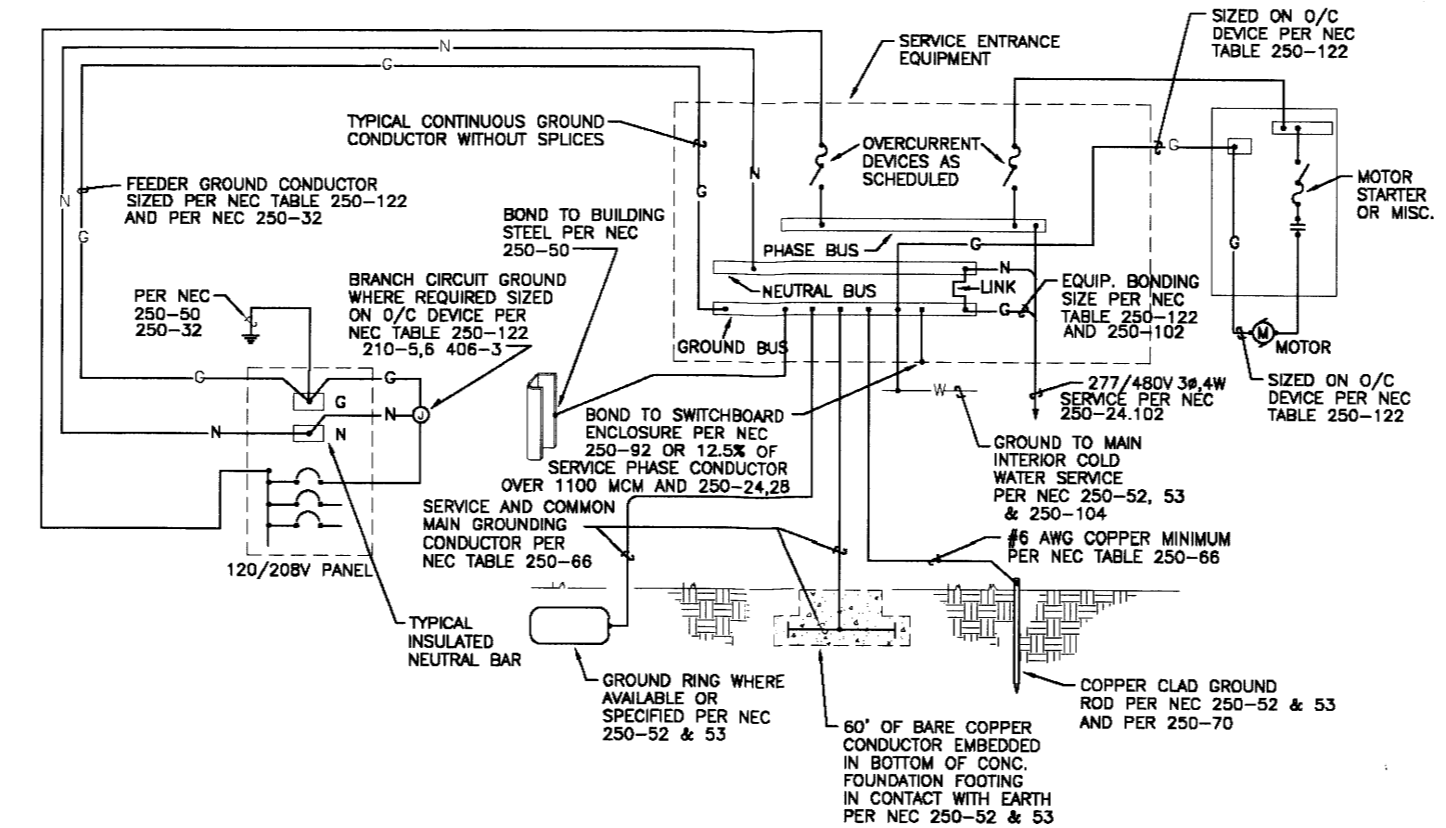 SIZED ON O/C
DEVICE PER NEC
TABLE 250-122
SERVICE ENTRANCE
EQUIPMENT
N
G
TYPICAL CONTINUOUS GROUND
CONDUCTOR WITHOUT SPLICES
OVERCURRENT
DEVICES AS
SCHEDULED
G
MOTOR
STARTER
OR MISC.
FEEDER GROUND CONDUCTOR
SIZED PER NEC TABLE 250-122
AND PER NEC 250-32
N
G
G
N
BOND TO BUILDING
STEEL PER NEC
250-50
PHASE BUS
G
G
BRANCH CIRCUIT GROUND
WHERE REQUIRED SIZED
ON O/C DEVICE PER
NEC TABLE 250-122
210-5,6 406-3
PER NEC
250-50
250-32
NEUTRAL BUS
N
LINK
G
EQUIP. BONDING
SIZE PER NEC
TABLE 250-122
AND 250-102
GROUND BUS
M
MOTOR
G
G
G
N
J
N
N
W
277/480V 3ø,4W
SERVICE PER NEC
250-24.102
SIZED ON O/C
DEVICE PER NEC
TABLE 250-122
BOND TO SWITCHBOARD
ENCLOSURE PER NEC
250-92 OR 12.5% OF
SERVICE PHASE CONDUCTOR
OVER 1100 MCM AND 250-24,28
GROUND TO MAIN
INTERIOR COLD
WATER SERVICE
PER NEC 250-52, 53
& 250-104
SERVICE AND COMMON
MAIN GROUNDING
CONDUCTOR PER
NEC TABLE 250-66
#6 AWG COPPER MINIMUM
PER NEC TABLE 250-66
120/208V PANEL
TYPICAL
INSULATED
NEUTRAL BAR
GROUND RING WHERE
AVAILABLE OR
SPECIFIED PER NEC
250-52 & 53
COPPER CLAD GROUND
ROD PER NEC 250-52 & 53
AND PER 250-70
60' OF BARE COPPER
CONDUCTOR EMBEDDED
IN BOTTOM OF CONC.
FOUNDATION FOOTING
IN CONTACT WITH EARTH
PER NEC 250-52 & 53